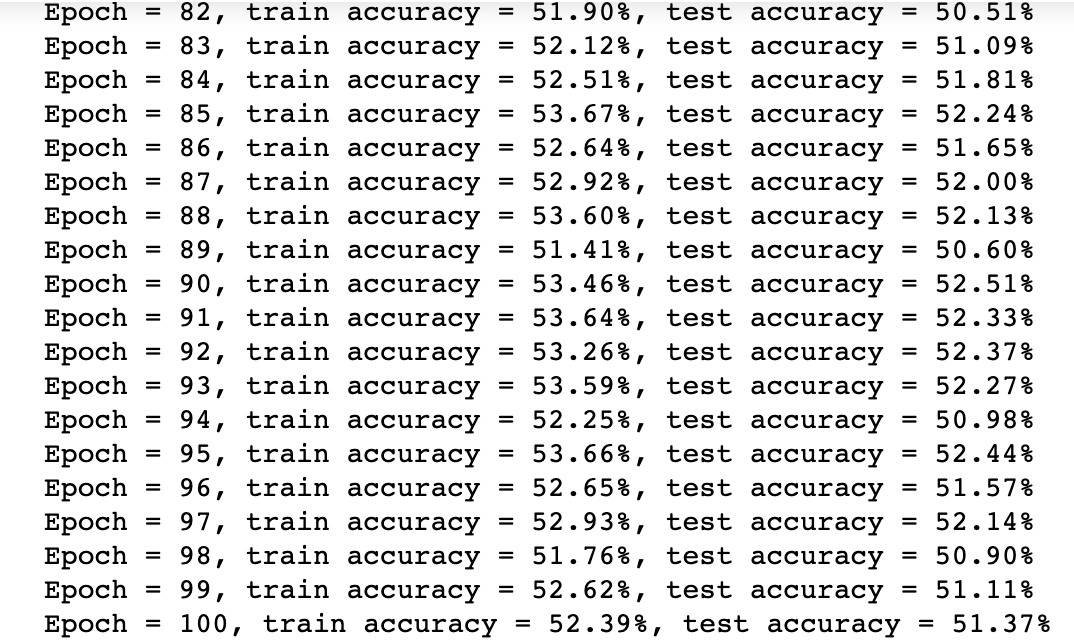 Epoch = 82, train accuracy = 51.90%, test accuracy = 50.51%
Epoch = 83, train accuracy = 52.12%, test accuracy = 51.09%
Epoch = 84, train accuracy = 52.51%, test accuracy = 51.81%
Epoch = 85, train accuracy = 53.67%, test accuracy = 52.24%
Epoch = 86, train accuracy = 52.64%, test accuracy = 51.65%
Epoch = 87, train accuracy = 52.92%, test accuracy = 52.00%
Epoch = 88, train accuracy = 53.60%, test accuracy = 52.13%
Epoch = 89, train accuracy = 51.41%, test accuracy = 50.60%
Epoch = 90, train accuracy = 53.46%, test accuracy = 52.51%
Epoch = 91, train accuracy = 53.64%, test accuracy = 52.33%
Epoch = 92, train accuracy = 53.26%, test accuracy = 52.37%
Epoch = 93, train accuracy = 53.59%, test accuracy = 52.27%
Epoch = 94, train accuracy = 52.25%, test accuracy = 50.98%
Epoch = 95, train accuracy = 53.66%, test accuracy = 52.44%
Epoch = 96, train accuracy = 52.65%, test accuracy = 51.57%
Epoch = 97, train accuracy = 52.93%, test accuracy = 52.14%
Epoch = 98, train accuracy = 51.76%, test accuracy = 50.90%
Epoch = 99, train accuracy = 52.62%, test accuracy = 51.11%
Epoch = 100, train accuracy = 52.39%, test accuracy = 51.37%